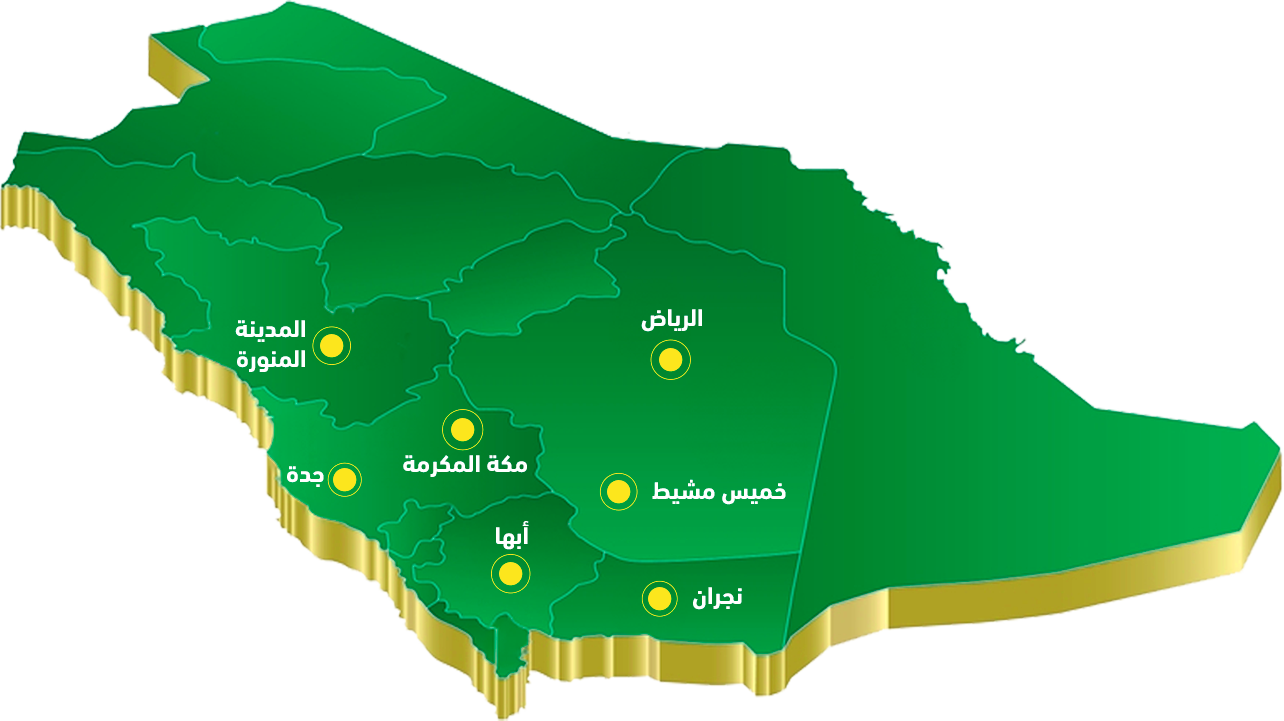 الرياض
المدينة
المنورة
مكة المكرمة
جدة
خميس مشيط
أبها
نجران